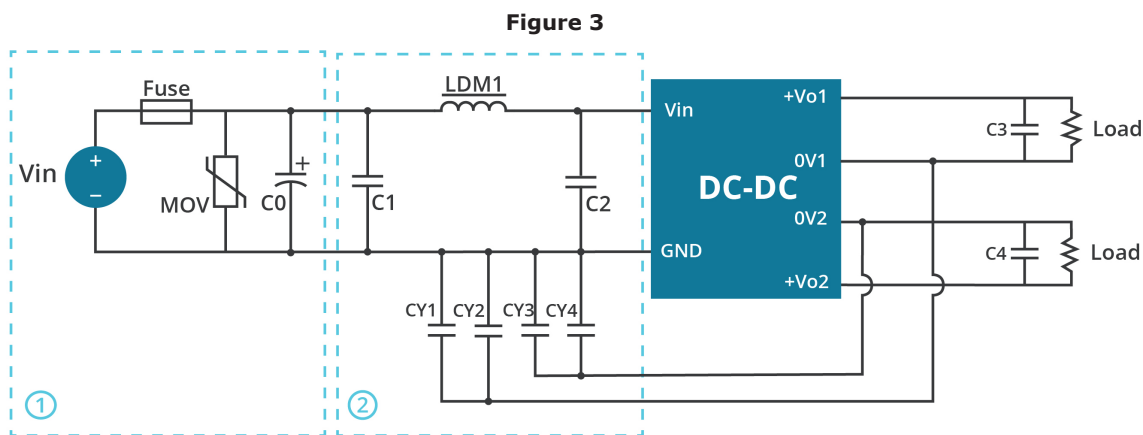 Figure 3
Fuse
LDM1
Vin
+
−
MOV
C0
+
C1
C2
Vin
GND
DC-DC
+Vo1
0V1
0V2
+Vo2
C3
Load
C4
Load
CY1
CY2
CY3
CY4
1
2